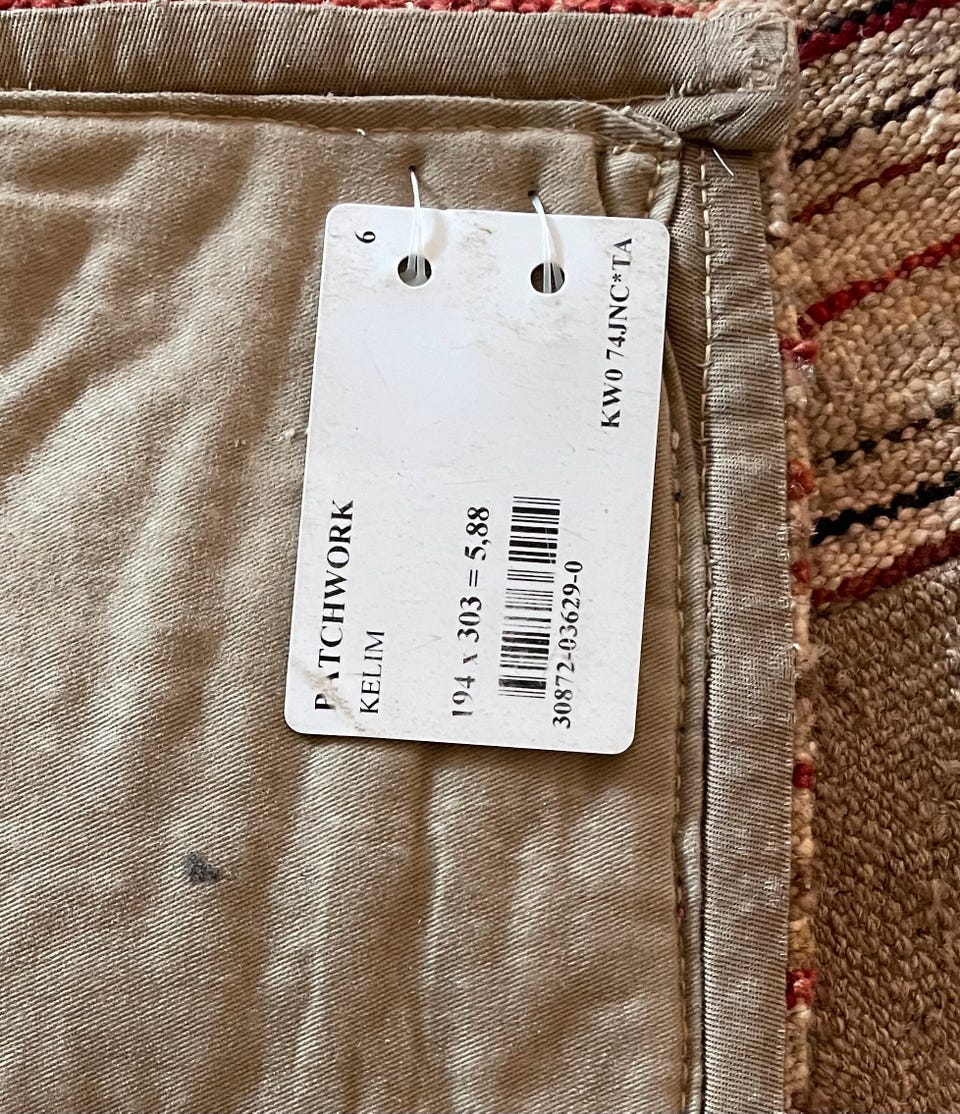 PATCHWORK
KELIM
194 x 303 = 5,88
30872-03629-0
6
KW0 74JNC*TA